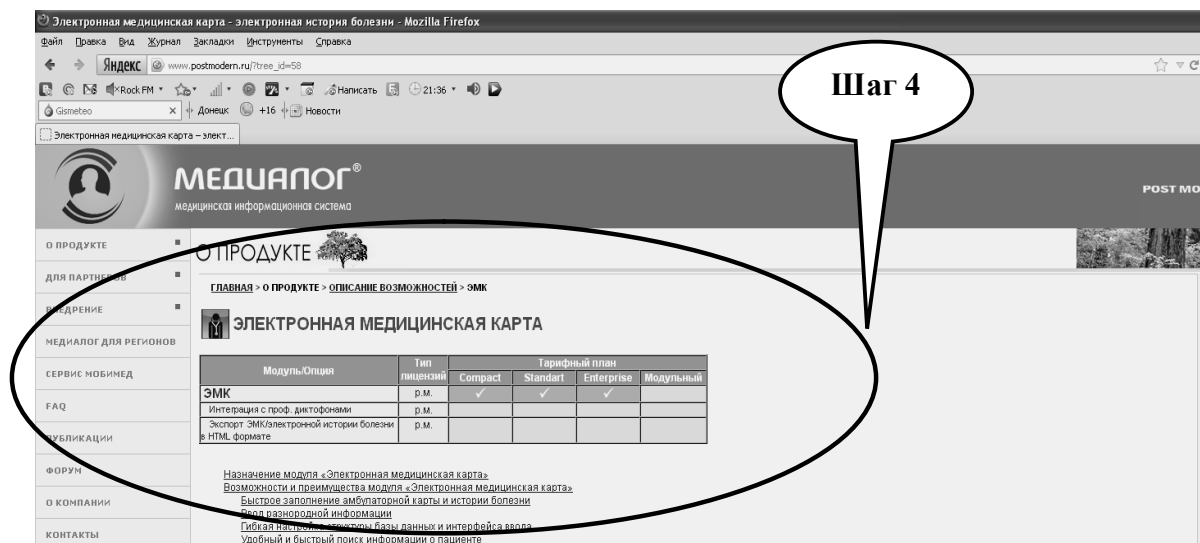 Электронная медицинская карта - электронная история болезни - Mozilla Firefox
Файл Правка Вид Журнал Закладки Инструменты Справка
Яндекс www.postmodern.ru/?tree_id=58
Rock FM Написать 21:36
Gismeteo Донецк +16 Новости
Электронная медицинская карта – элект...
Шаг 4
МЕДИАЛОГ®
медицинская информационная система
POST MO
О ПРОДУКТЕ
ДЛЯ ПАРТНЕРОВ
ВНЕДРЕНИЕ
МЕДИАЛОГ ДЛЯ РЕГИОНОВ
СЕРВИС МОБИМЕД
FAQ
ПУБЛИКАЦИИ
ФОРУМ
О КОМПАНИИ
КОНТАКТЫ
О ПРОДУКТЕ
ГЛАВНАЯ > О ПРОДУКТЕ > ОПИСАНИЕ ВОЗМОЖНОСТЕЙ > ЭМК
ЭЛЕКТРОННАЯ МЕДИЦИНСКАЯ КАРТА
Модуль/Опция Тип лицензий Тарифный план
Compact Standart Enterprise Модульный
ЭМК р.м. ✓ ✓ ✓
Интеграция с проф. диктофонами р.м.
Экспорт ЭМК/электронной истории болезни р.м.
в HTML формате
Назначение модуля «Электронная медицинская карта»
Возможности и преимущества модуля «Электронная медицинская карта»
Быстрое заполнение амбулаторной карты и истории болезни
Ввод разнородной информации
Гибкая настройка структуры базы данных и интерфейса ввода
Удобный и быстрый поиск информации о пациенте